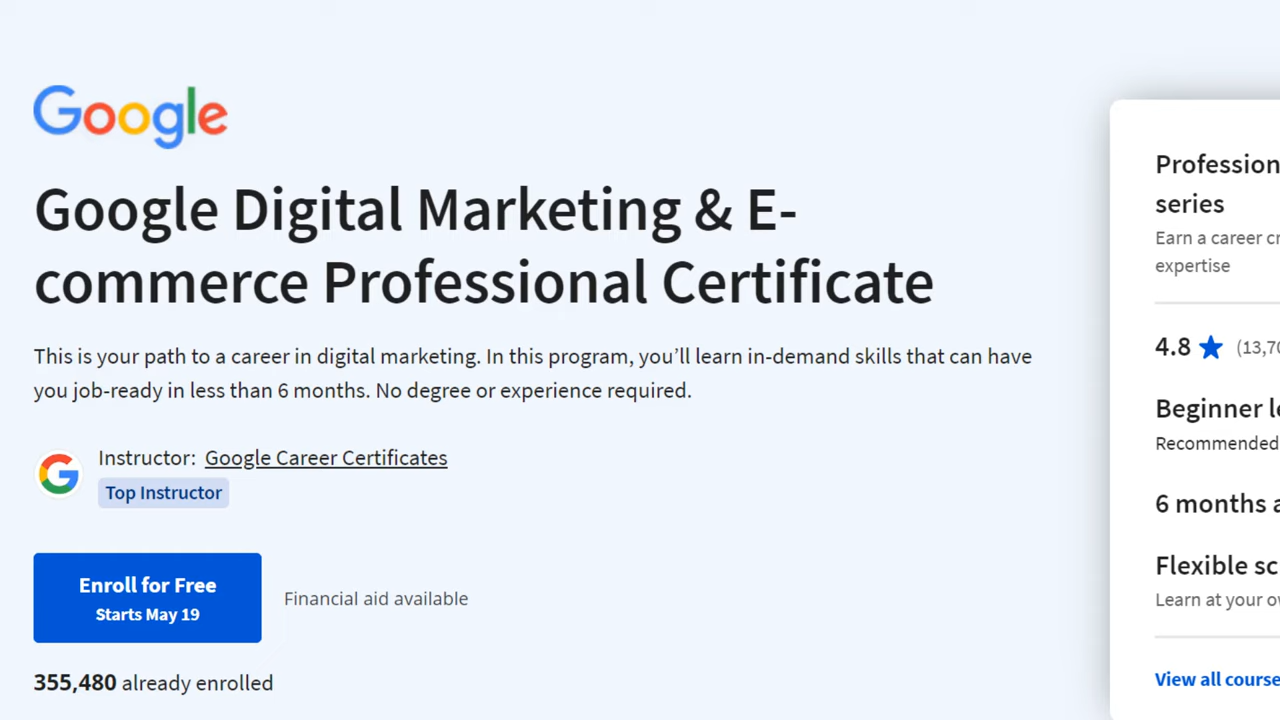 Google
Google Digital Marketing & E-
commerce Professional Certificate
This is your path to a career in digital marketing. In this program, you’ll learn in-demand skills that can have
you job-ready in less than 6 months. No degree or experience required.
Instructor: Google Career Certificates
Top Instructor
Enroll for Free
Starts May 19
Financial aid available
355,480 already enrolled
series
Earn a career
expertise
4.8
Beginner
Recommended
6 months
Flexible
Learn at your
View all